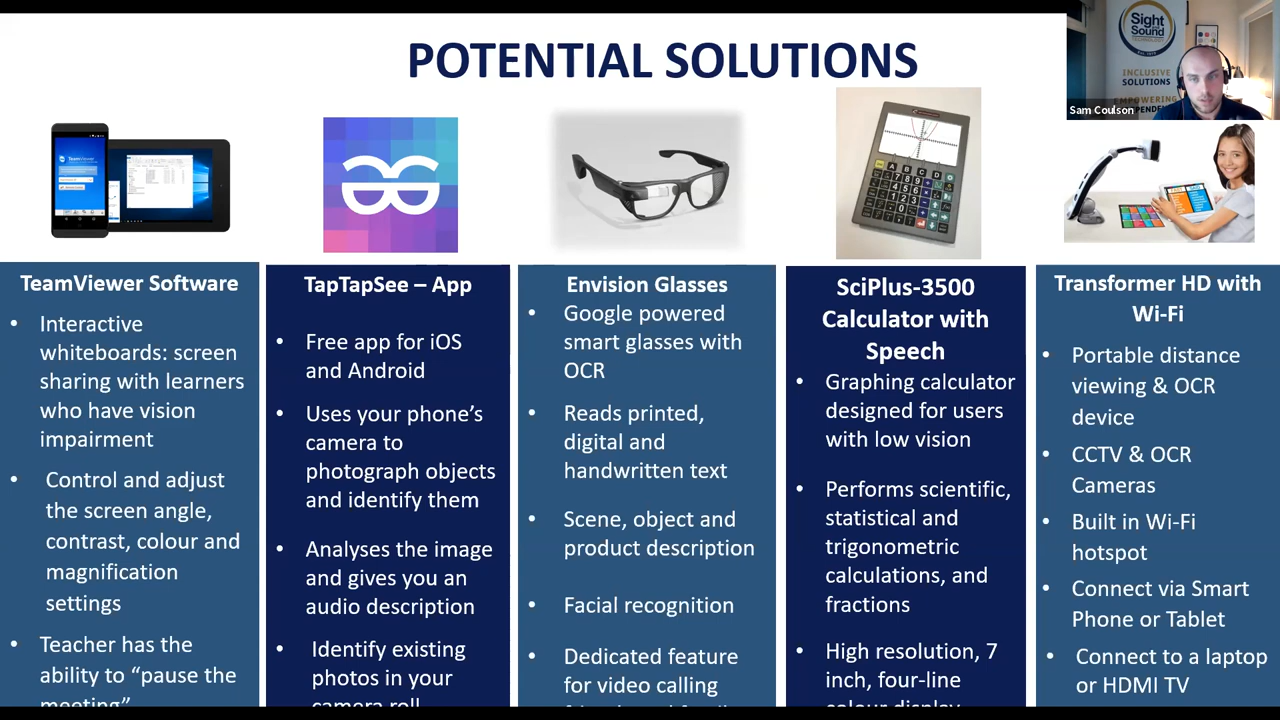 POTENTIAL SOLUTIONS
Sight
and
Sound
INCLUSIVE
SOLUTIONS
EMPOWERING
Sam Coulson
TeamViewer
TeamViewer Software
• Interactive
whiteboards: screen
sharing with learners
who have vision
impairment
• Control and adjust
the screen angle,
contrast, colour and
magnification
settings
• Teacher has the
ability to “pause the
meeting”
TapTapSee – App
• Free app for iOS
and Android
• Uses your phone’s
camera to
photograph objects
and identify them
• Analyses the image
and gives you an
audio description
• Identify existing
photos in your
camera roll
Envision Glasses
• Google powered
smart glasses with
OCR
• Reads printed,
digital and
handwritten text
• Scene, object and
product description
• Facial recognition
• Dedicated feature
for video calling
SciPlus-3500
Calculator with
Speech
• Graphing calculator
designed for users
with low vision
• Performs scientific,
statistical and
trigonometric
calculations, and
fractions
• High resolution, 7
inch, four-line
colour display
Transformer HD with
Wi-Fi
• Portable distance
viewing & OCR
device
• CCTV & OCR
Cameras
• Built in Wi-Fi
hotspot
• Connect via Smart
Phone or Tablet
• Connect to a laptop
or HDMI TV